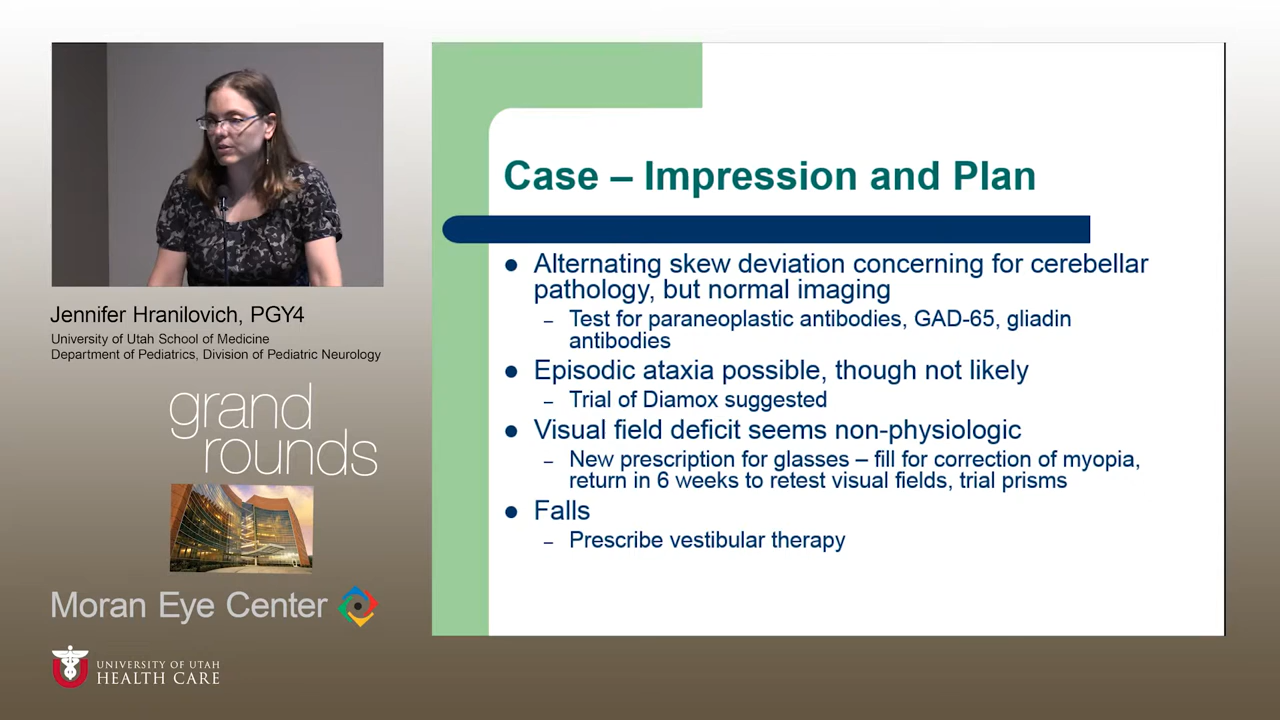 Jennifer Hranilovich, PGY4
University of Utah School of Medicine
Department of Pediatrics, Division of Pediatric Neurology
grand
rounds
Moran Eye Center
UNIVERSITY OF UTAH
HEALTH CARE
Case – Impression and Plan
● Alternating skew deviation concerning for cerebellar
pathology, but normal imaging
– Test for paraneoplastic antibodies, GAD-65, gliadin
antibodies
● Episodic ataxia possible, though not likely
– Trial of Diamox suggested
● Visual field deficit seems non-physiologic
– New prescription for glasses – fill for correction of myopia,
return in 6 weeks to retest visual fields, trial prisms
● Falls
– Prescribe vestibular therapy